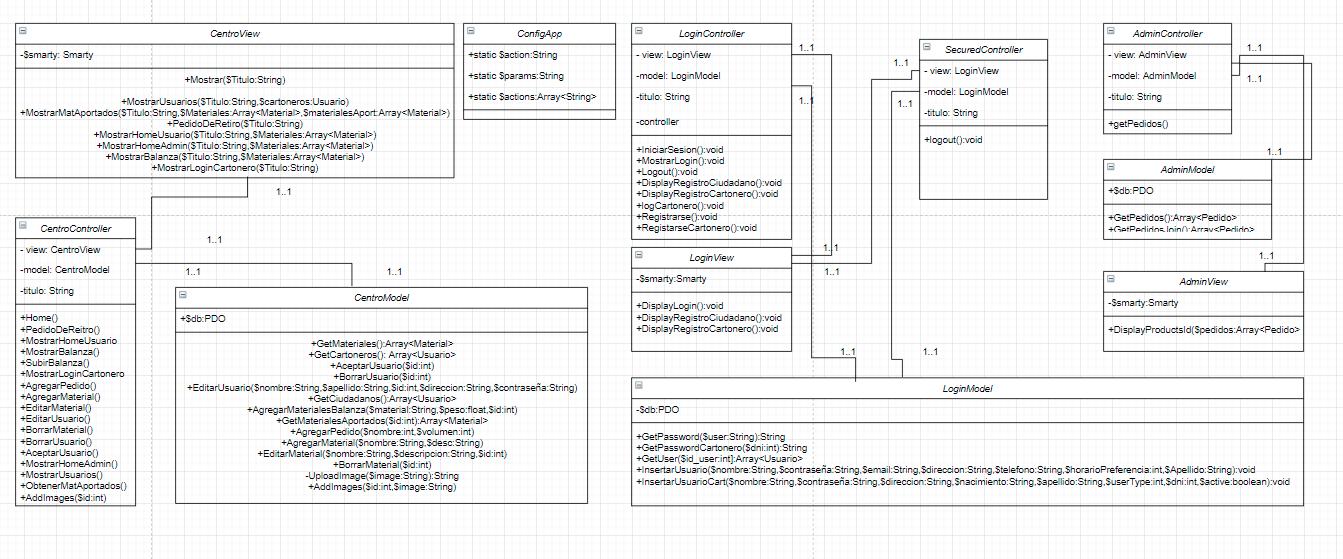 CentroView
-$smarty: Smarty
+Mostrar($Titulo:String)
+MostrarUsuarios($Titulo:String,$cartoneros:Usuario)
+MostrarMatAportados($Titulo:String,$Materiales:Array<Material>,$materialesAport:Array<Material>)
+PedidoDeRetiro($Titulo:String)
+MostrarHomeUsuario($Titulo:String,$Materiales:Array<Material>)
+MostrarHomeAdmin($Titulo:String,$Materiales:Array<Material>)
+MostrarBalanza($Titulo:String,$Materiales:Array<Material>)
+MostrarLoginCartonero($Titulo:String)
1..1
CentroController
- view: CentroView
-model: CentroModel
-titulo: String
+Home()
+PedidoDeReitro()
+MostrarHomeUsuario
+MostrarBalanza()
+SubirBalanza()
+MostrarLoginCartonero
+AgregarPedido()
+AgregarMaterial()
+EditarMaterial()
+EditarUsuario()
+BorrarMaterial()
+BorrarUsuario()
+AceptarUsuario()
+MostrarHomeAdmin()
+MostrarUsuarios()
+ObtenerMatAportados()
+AddImages($id:int)
1..1
1..1
1..1
CentroModel
+$db:PDO
+GetMateriales():Array<Material>
+GetCartoneros(): Array<Usuario>
+AceptarUsuario($id:int)
+BorrarUsuario($id:int)
+EditarUsuario($nombre:String,$apellido:String,$id:int,$direccion:String,$contraseña:String)
+GetCiudadanos():Array<Usuario>
+AgregarMaterialesBalanza($material:String,$peso:float,$id:int)
+GetMaterialesAportados($id:int):Array<Material>
+AgregarPedido($nombre:int,$volumen:int)
+AgregarMaterial($nombre:String,$desc:String)
+EditarMaterial($nombre:String,$descripcion:String,$id:int)
+BorrarMaterial($id:int)
-UploadImage($image:String):String
+AddImages($id:int,$image:String)
ConfigApp
+static $action:String
+static $params:String
+static $actions:Array<String>
LoginController
- view: LoginView
-model: LoginModel
-titulo: String
-controller
+IniciarSesion():void
+MostrarLogin():void
+Logout():void
+DisplayRegistroCiudadano():void
+DisplayRegistroCartonero():void
+logCartonero():void
+Registrarse():void
+RegistarseCartonero():void
1..1
1..1
LoginView
-$smarty:Smarty
+DisplayLogin():void
+DisplayRegistroCiudadano():void
+DisplayRegistroCartonero():void
1..1
1..1
1..1
1..1
SecuredController
- view: LoginView
-model: LoginModel
-titulo: String
+logout():void
1..1
1..1
LoginModel
-$db:PDO
+GetPassword($user:String):String
+GetPasswordCartonero($dni:int):String
+GetUser($id_user:int]:Array<Usuario>
+InsertarUsuario($nombre:String,$contraseña:String,$email:String,$direccion:String,$telefono:String,$horarioPreferencia:int,$Apellido:String):void
+InsertarUsuarioCart($nombre:String,$contraseña:String,$direccion:String,$nacimiento:String,$apellido:String,$userType:int,$dni:int,$active:boolean):void
AdminController
- view: AdminView
-model: AdminModel
-titulo: String
+getPedidos()
1..1
1..1
1..1
AdminModel
+$db:PDO
+GetPedidos():Array<Pedido>
+GetPedidosJoin():Array<Pedido>
1..1
AdminView
-$smarty:Smarty
+DisplayProductsId($pedidos:Array<Pedido>